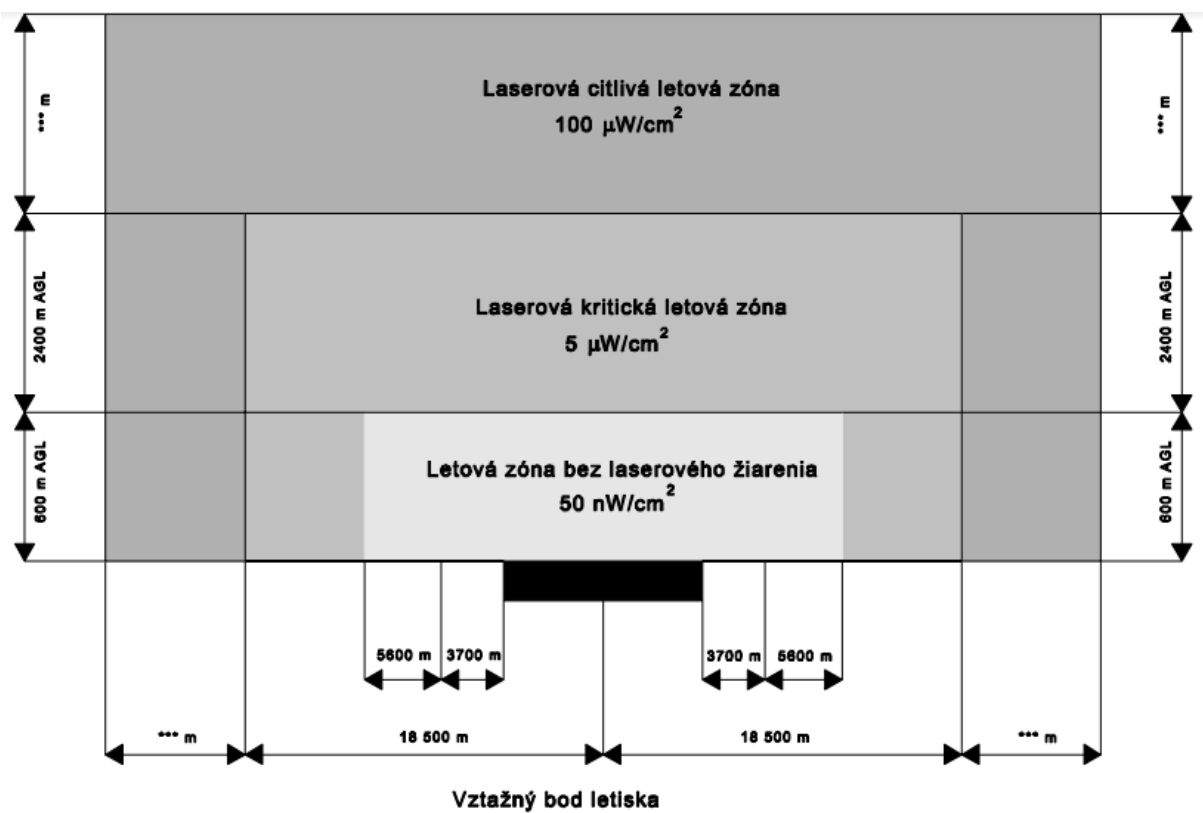 Laserová citlivá letová zóna
100 μW/cm²
*** m
*** m
Laserová kritická letová zóna
5 μW/cm²
2400 m AGL
2400 m AGL
Letová zóna bez laserového žiarenia
50 nW/cm²
600 m AGL
600 m AGL
5600 m 3700 m 3700 m 5600 m
*** m 18 500 m 18 500 m *** m
Vztažný bod letiska